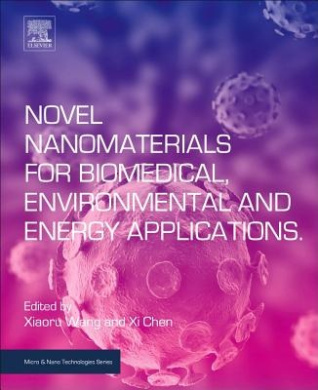 ELSEVIER
NOVEL
NANOMATERIALS
FOR BIOMEDICAL,
ENVIRONMENTAL AND
ENERGY APPLICATIONS.
Edited by
Xiaoru Wang and Xi Chen
Micro & Nano Technologies Series